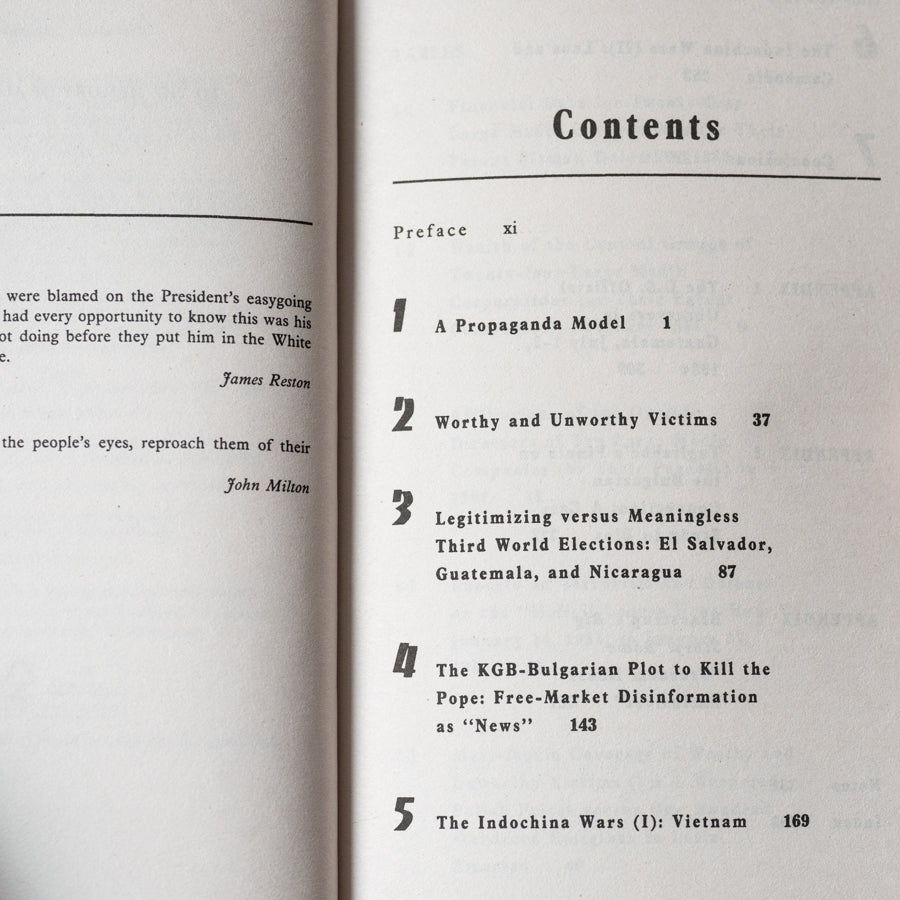 were blamed on the President's easygoing
had every opportunity to know this was his
ot doing before they put him in the White
e.
James Reston
the people's eyes, reproach them of their
John Milton
Contents
Preface xi
1 A Propaganda Model 1
2 Worthy and Unworthy Victims 37
3 Legitimizing versus Meaningless
Third World Elections: El Salvador,
Guatemala, and Nicaragua 87
4 The KGB-Bulgarian Plot to Kill the
Pope: Free-Market Disinformation
as “News” 143
5 The Indochina Wars (I): Vietnam 169